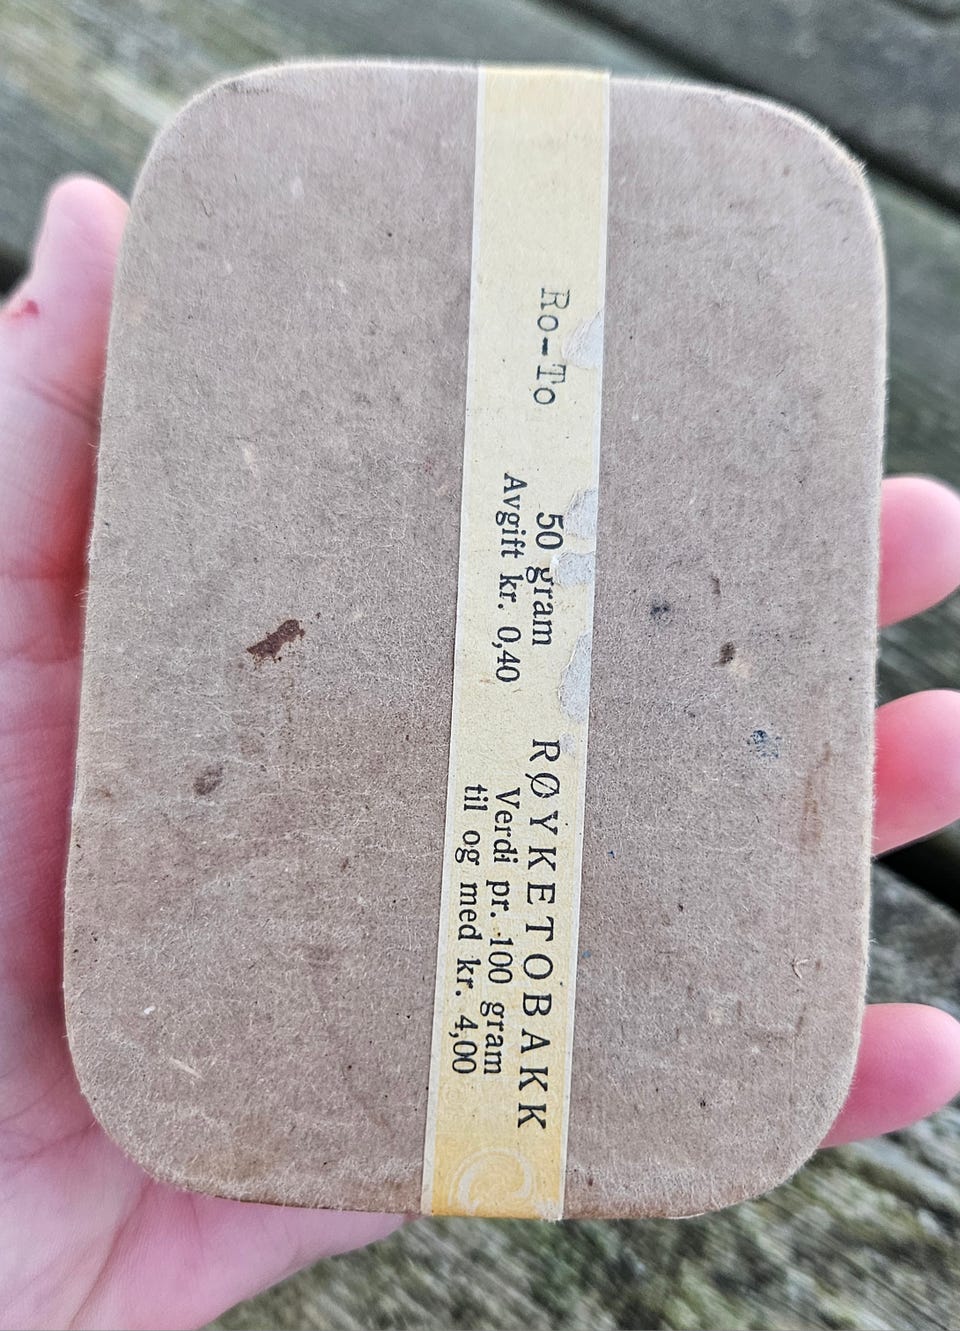 Ro-To
50 gram
Avgift kr. 0,40
RØYKETOBAKK
Verdi pr. 100 gram
til og med kr. 4,00